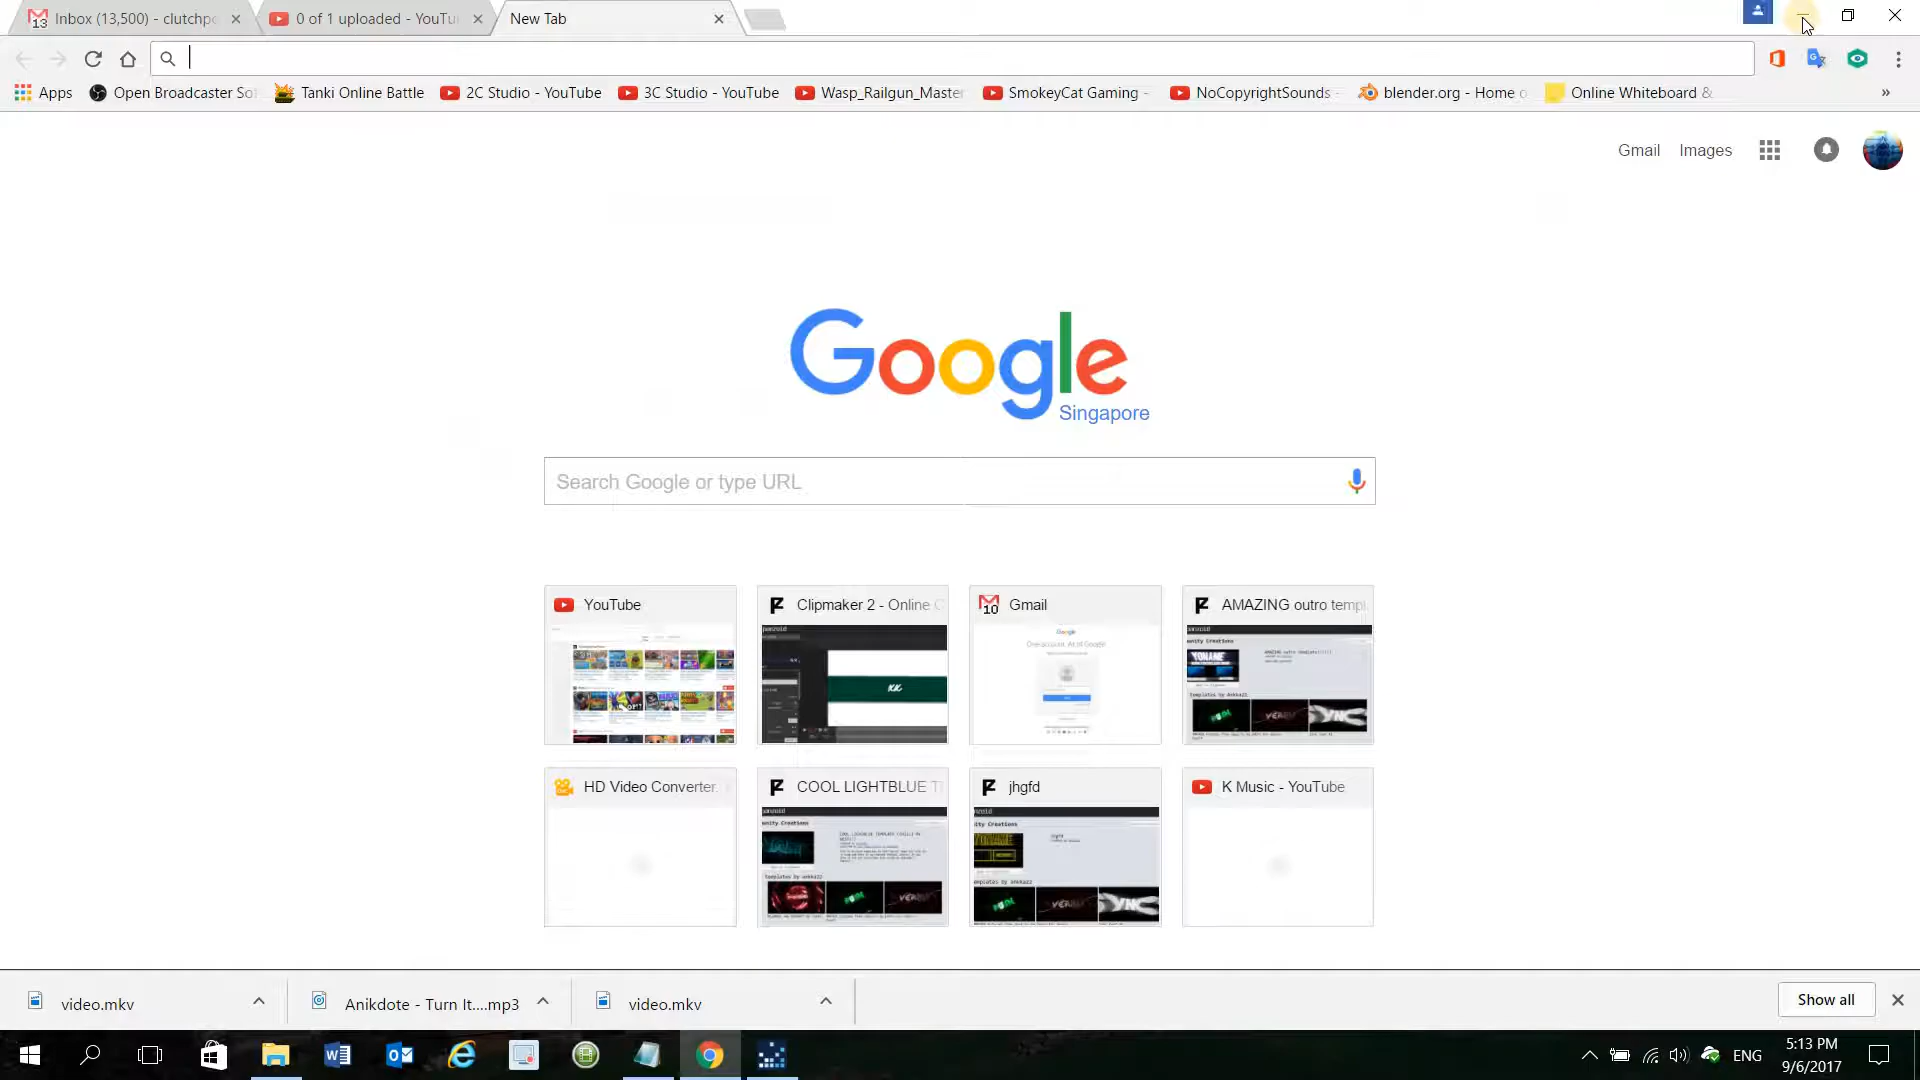 Inbox (13,500) - clutchp
0 of 1 uploaded - YouTu
New Tab
Apps
Open Broadcaster So
Tanki Online Battle
2C Studio - YouTube
3C Studio - YouTube
Wasp_Railgun_Master
SmokeyCat Gaming -
NoCopyrightSounds -
blender.org - Home o
Online Whiteboard &
»
Gmail
Images
Google
Singapore
Search Google or type URL
YouTube
Clipmaker 2 - Online C
Gmail
AMAZING outro templ
HD Video Converter.
COOL LIGHTBLUE T
jhgfd
K Music - YouTube
video.mkv
Anikdote - Turn It....mp3
video.mkv
Show all
ENG
5:13 PM
9/6/2017